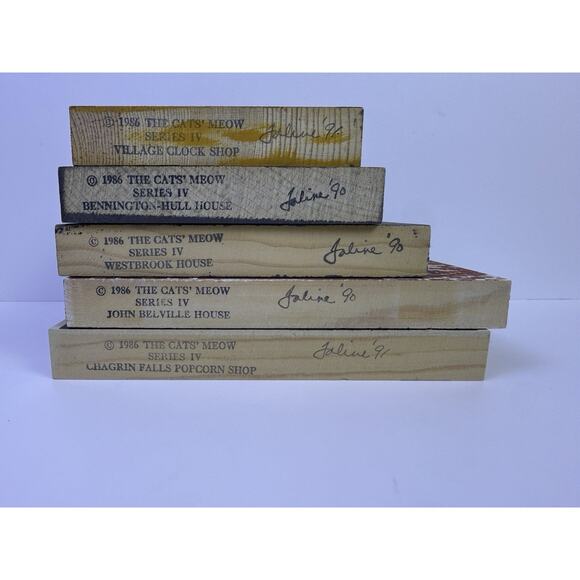 © 1986 THE CATS' MEOW
SERIES IV
VILLAGE CLOCK SHOP
Faline '91
© 1986 THE CATS' MEOW
SERIES IV
BENNINGTON-HULL HOUSE
Faline '90
© 1986 THE CATS' MEOW
SERIES IV
WESTBROOK HOUSE
Faline '90
© 1986 THE CATS' MEOW
SERIES IV
JOHN BELVILLE HOUSE
Faline '90
© 1986 THE CATS' MEOW
SERIES IV
CHAGRIN FALLS POPCORN SHOP
Faline '91